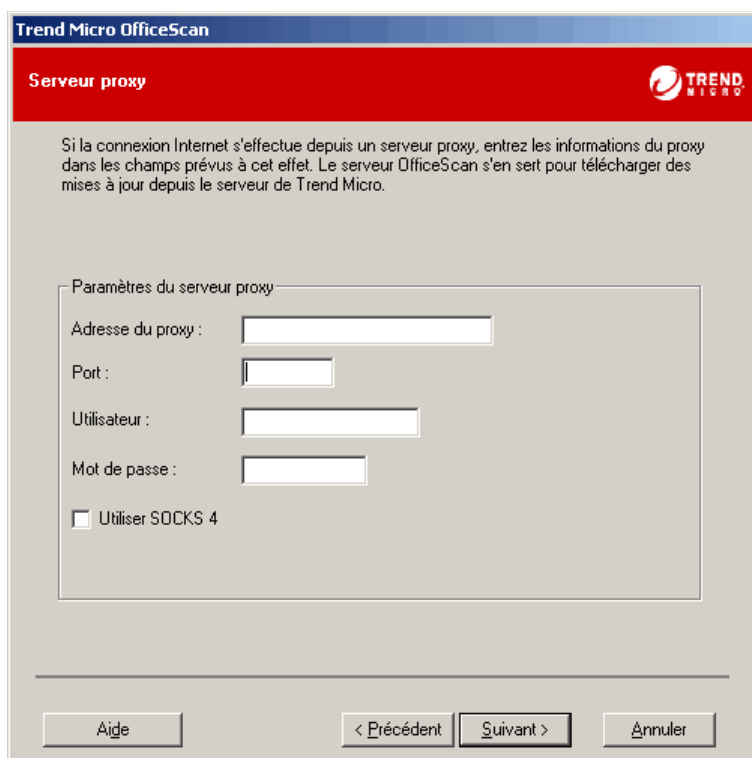 Trend Micro OfficeScan
Serveur proxy
TREND
MICRO
Si la connexion Internet s'effectue depuis un serveur proxy, entrez les informations du proxy
dans les champs prévus à cet effet. Le serveur OfficeScan s'en sert pour télécharger des
mises à jour depuis le serveur de Trend Micro.
Paramètres du serveur proxy
Adresse du proxy :
Port :
Utilisateur :
Mot de passe :
Utiliser SOCKS 4
Aide
< Précédent
Suivant >
Annuler